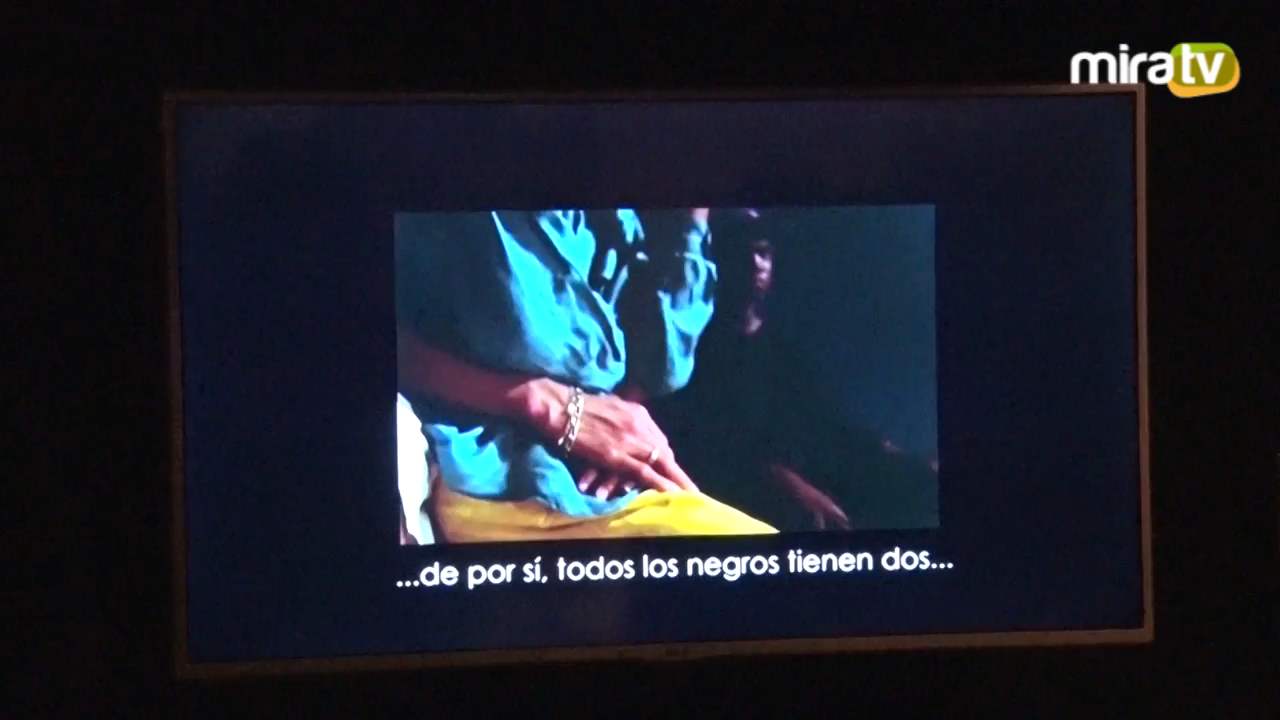 miratv
...de por sí, todos los negros tienen dos...